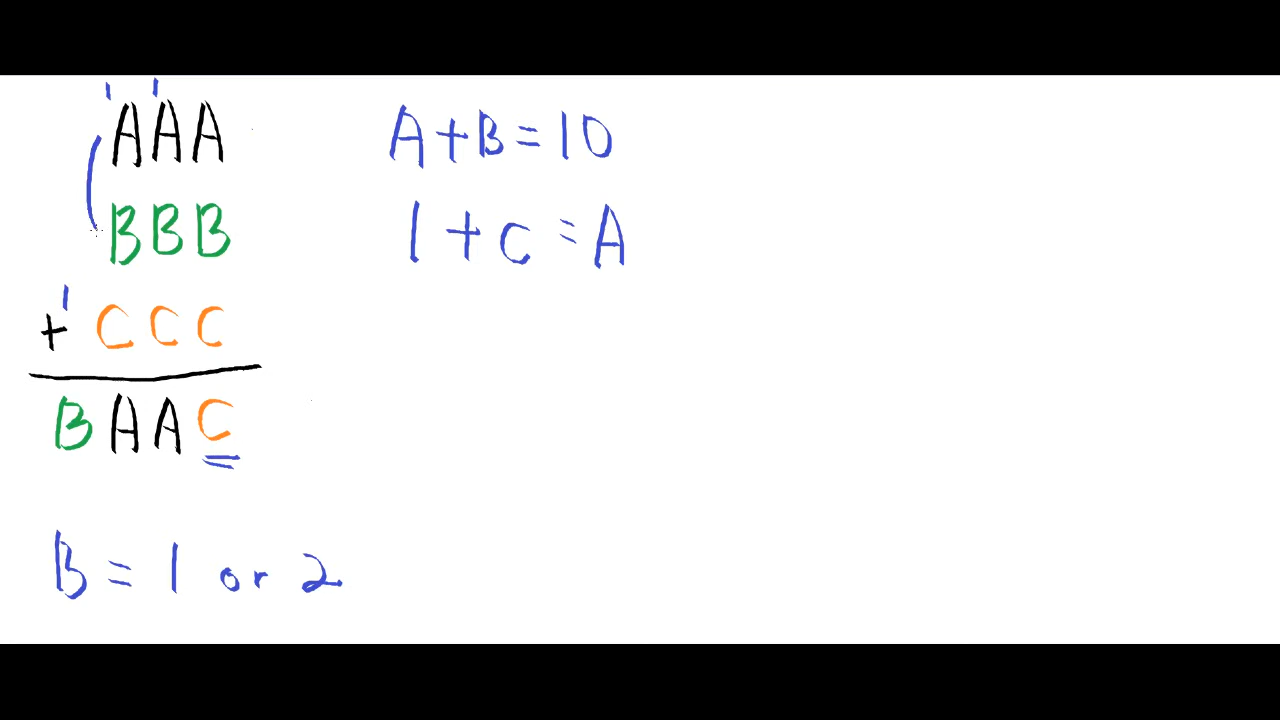 1 1
AAA
BBB
1
+ CCC
BAAC
A+B=10
1+C=A
B = 1 or 2